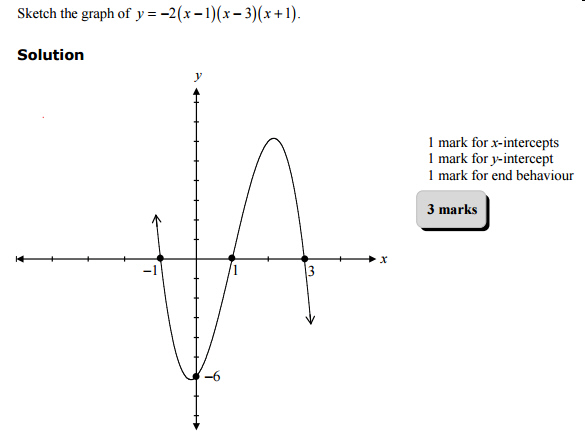 Sketch the graph of y = −2(x − 1)(x − 3)(x + 1).
Solution
y
1 mark for x-intercepts
1 mark for y-intercept
1 mark for end behaviour
3 marks
x
−1
1
3
−6